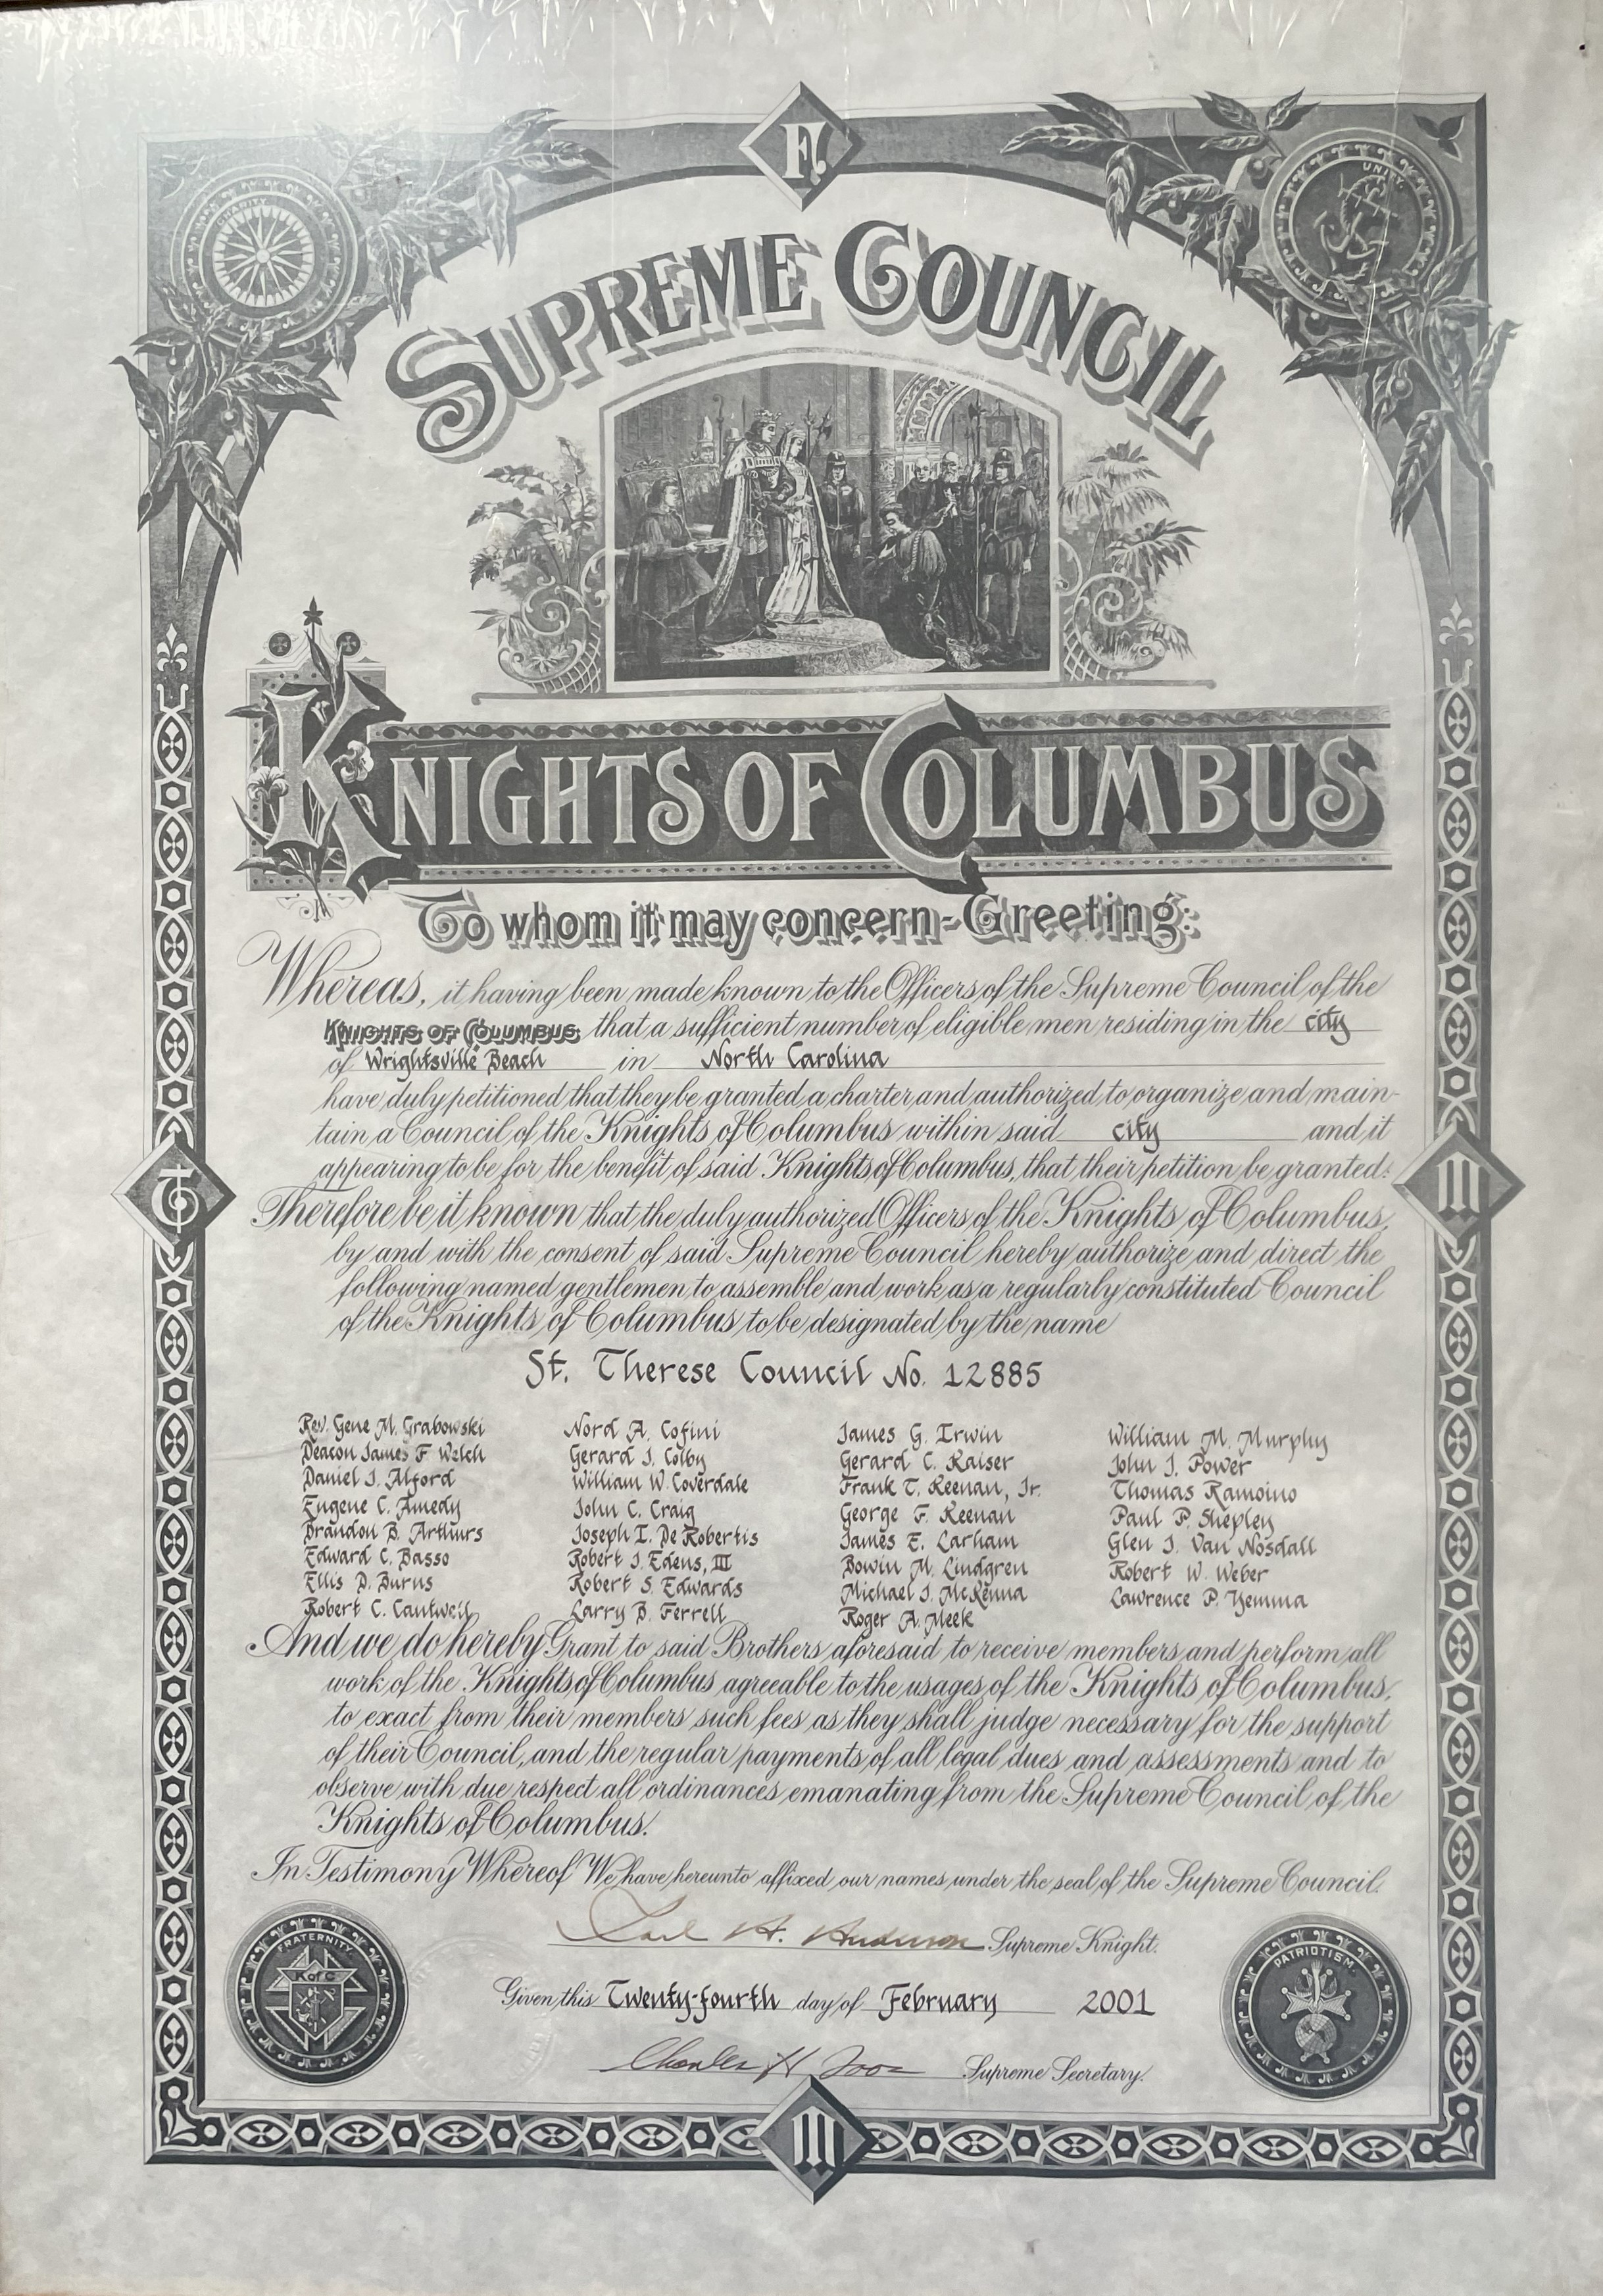 F.
CHARITY
UNITY
SUPREME COUNCIL
KNIGHTS OF COLUMBUS
To whom it may concern-Greeting:
Whereas, it having been made known to the Officers of the Supreme Council of the
KNIGHTS OF COLUMBUS that a sufficient number of eligible men residing in the city
of Wrightsville Beach in North Carolina
have duly petitioned that they be granted a charter and authorized to organize and main-
tain a Council of the Knights of Columbus within said city and it
appearing to be for the benefit of said Knights of Columbus, that their petition be granted:
Therefore be it known that the duly authorized Officers of the Knights of Columbus,
by and with the consent of said Supreme Council hereby authorize and direct the
following named gentlemen to assemble and work as a regularly constituted Council
of the Knights of Columbus to be designated by the name
St. Therese Council No. 12885
Rev. Gene M. Grabowski
Deacon James F Welch
Daniel J. Alford
Eugene C. Amedy
Brandon B. Arthurs
Edward C. Basso
Ellis D. Burns
Robert C. Cantwell
Nord A. Cofini
Gerard J. Colby
William W. Coverdale
John C. Craig
Joseph I. De Robertis
Robert J. Edens, III
Robert S. Edwards
Larry B. Ferrell
James G. Irwin
Gerard C. Kaiser
Frank T. Keenan, Jr.
George F. Keenan
James E. Larham
Bowin M. Lindgren
Michael J. McKenna
Roger A. Meek
William M. Murphy
John J. Power
Thomas Ramoino
Paul P. Shepley
Glen J. Van Nosdall
Robert W. Weber
Lawrence P. Yemma
And we do hereby Grant to said Brothers aforesaid to receive members and perform all
work of the Knights of Columbus agreeable to the usages of the Knights of Columbus,
to exact from their members such fees as they shall judge necessary for the support
of their Council, and the regular payments of all legal dues and assessments and to
observe with due respect all ordinances emanating from the Supreme Council of the
Knights of Columbus.
In Testimony Whereof We have hereunto affixed our names under the seal of the Supreme Council.
Carl A. Anderson Supreme Knight.
Given this Twenty-fourth day of February 2001
Charles H Foos Supreme Secretary.
FRATERNITY
K of C
PATRIOTISM